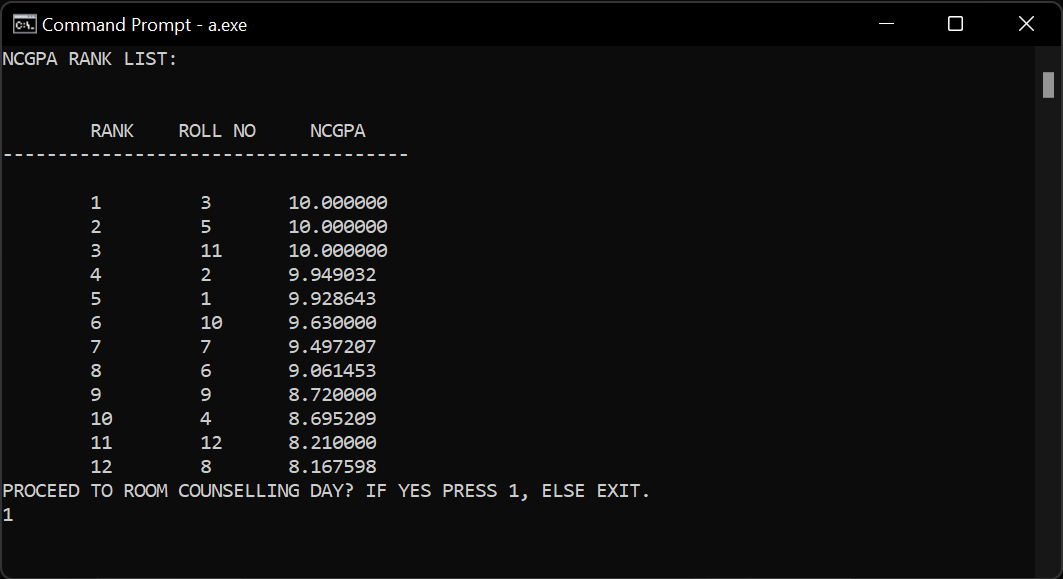 Command Prompt - a.exe
NCGPA RANK LIST:
RANK ROLL NO NCGPA
-------------------------------------
1 3 10.000000
2 5 10.000000
3 11 10.000000
4 2 9.949032
5 1 9.928643
6 10 9.630000
7 7 9.497207
8 6 9.061453
9 9 8.720000
10 4 8.695209
11 12 8.210000
12 8 8.167598
PROCEED TO ROOM COUNSELLING DAY? IF YES PRESS 1, ELSE EXIT.
1